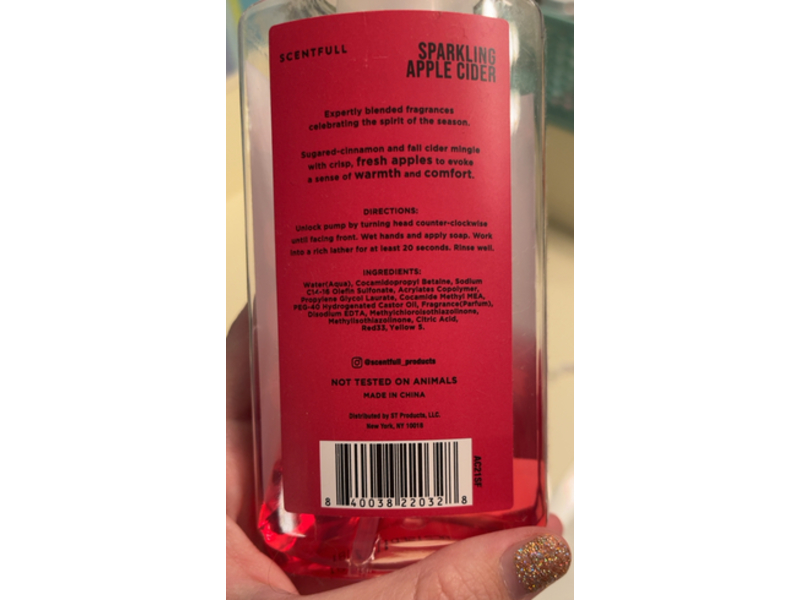 SCENTFULL
SPARKLING
APPLE CIDER
Expertly blended fragrances
celebrating the spirit of the season.
Sugared-cinnamon and fall cider mingle
with crisp, fresh apples to evoke
a sense of warmth and comfort.
DIRECTIONS:
Unlock pump by turning head counter-clockwise
until facing front. Wet hands and apply soap. Work
into a rich lather for at least 20 seconds. Rinse well.
INGREDIENTS:
Water(Aqua), Cocamidopropyl Betaine, Sodium
C14-16 Olefin Sulfonate, Acrylates Copolymer,
Propylene Glycol Laurate, Cocamide Methyl MEA,
PEG-40 Hydrogenated Castor Oil, Fragrance(Parfum),
Disodium EDTA, Methylchloroisothiazolinone,
Methylisothiazolinone, Citric Acid,
Red33, Yellow 5.
@scentfull_products
NOT TESTED ON ANIMALS
MADE IN CHINA
Distributed by XT Products, LLC.
New York, NY 10018
AC21SF
8 40038 22032 8